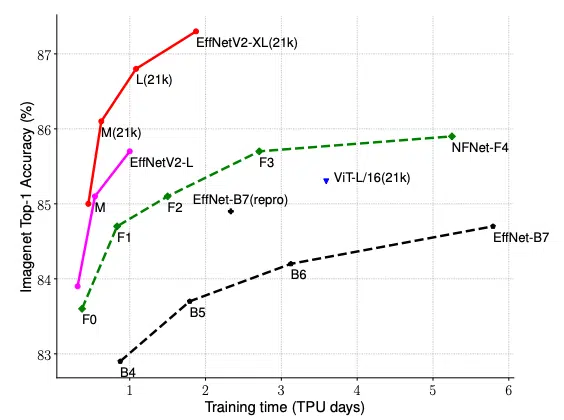 Imagenet Top-1 Accuracy (%)
87
86
85
84
83
EffNetV2-XL(21k)
L(21k)
M(21k)
EffNetV2-L
M
NFNet-F4
F3
ViT-L/16(21k)
EffNet-B7(repro)
F2
F1
EffNet-B7
B6
F0
B5
B4
1 2 3 4 5 6
Training time (TPU days)